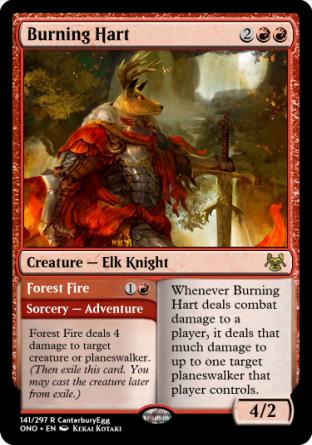 Burning Hart 2
Creature — Elk Knight
Forest Fire 1
Sorcery — Adventure
Forest Fire deals 4
damage to target
creature or planeswalker.
(Then exile this card. You
may cast the creature
later from exile.)
Whenever Burning
Hart deals combat
damage to a
player, it deals that
much damage to
up to one target
planeswalker that
player controls.
4/2
141/297 R CanterburyEgg
ONO • EN Kekai Kotaki